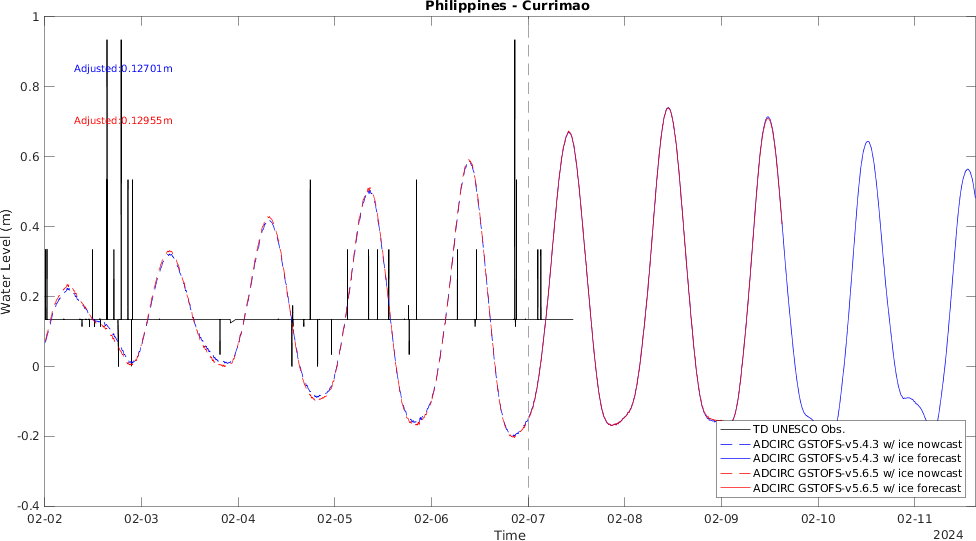 Philippines - Currimao
1
0.8
0.6
0.4
0.2
0
-0.2
-0.4
Water Level (m)
Adjusted:0.12701m
Adjusted:0.12955m
TD UNESCO Obs.
ADCIRC GSTOFS-v5.4.3 w/ ice nowcast
ADCIRC GSTOFS-v5.4.3 w/ ice forecast
ADCIRC GSTOFS-v5.6.5 w/ ice nowcast
ADCIRC GSTOFS-v5.6.5 w/ ice forecast
02-02 02-03 02-04 02-05 02-06 02-07 02-08 02-09 02-10 02-11
Time
2024